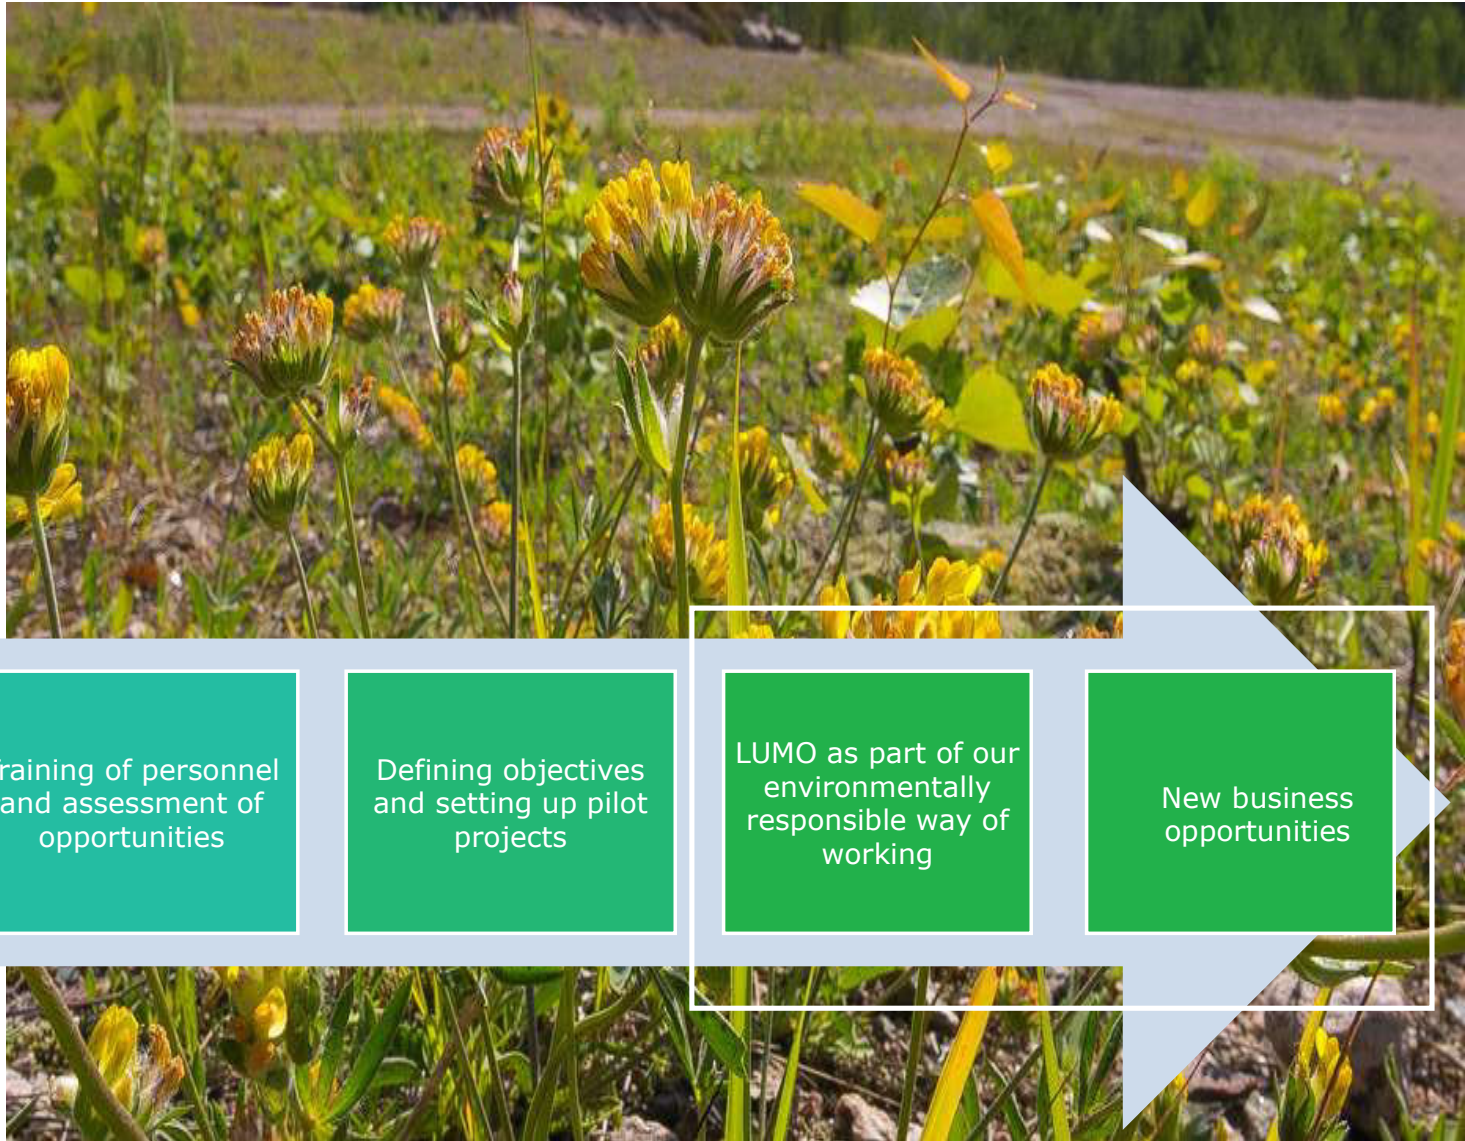 raining of personnel
and assessment of
opportunities
Defining objectives
and setting up pilot
projects
LUMO as part of our
environmentally
responsible way of
working
New business
opportunities